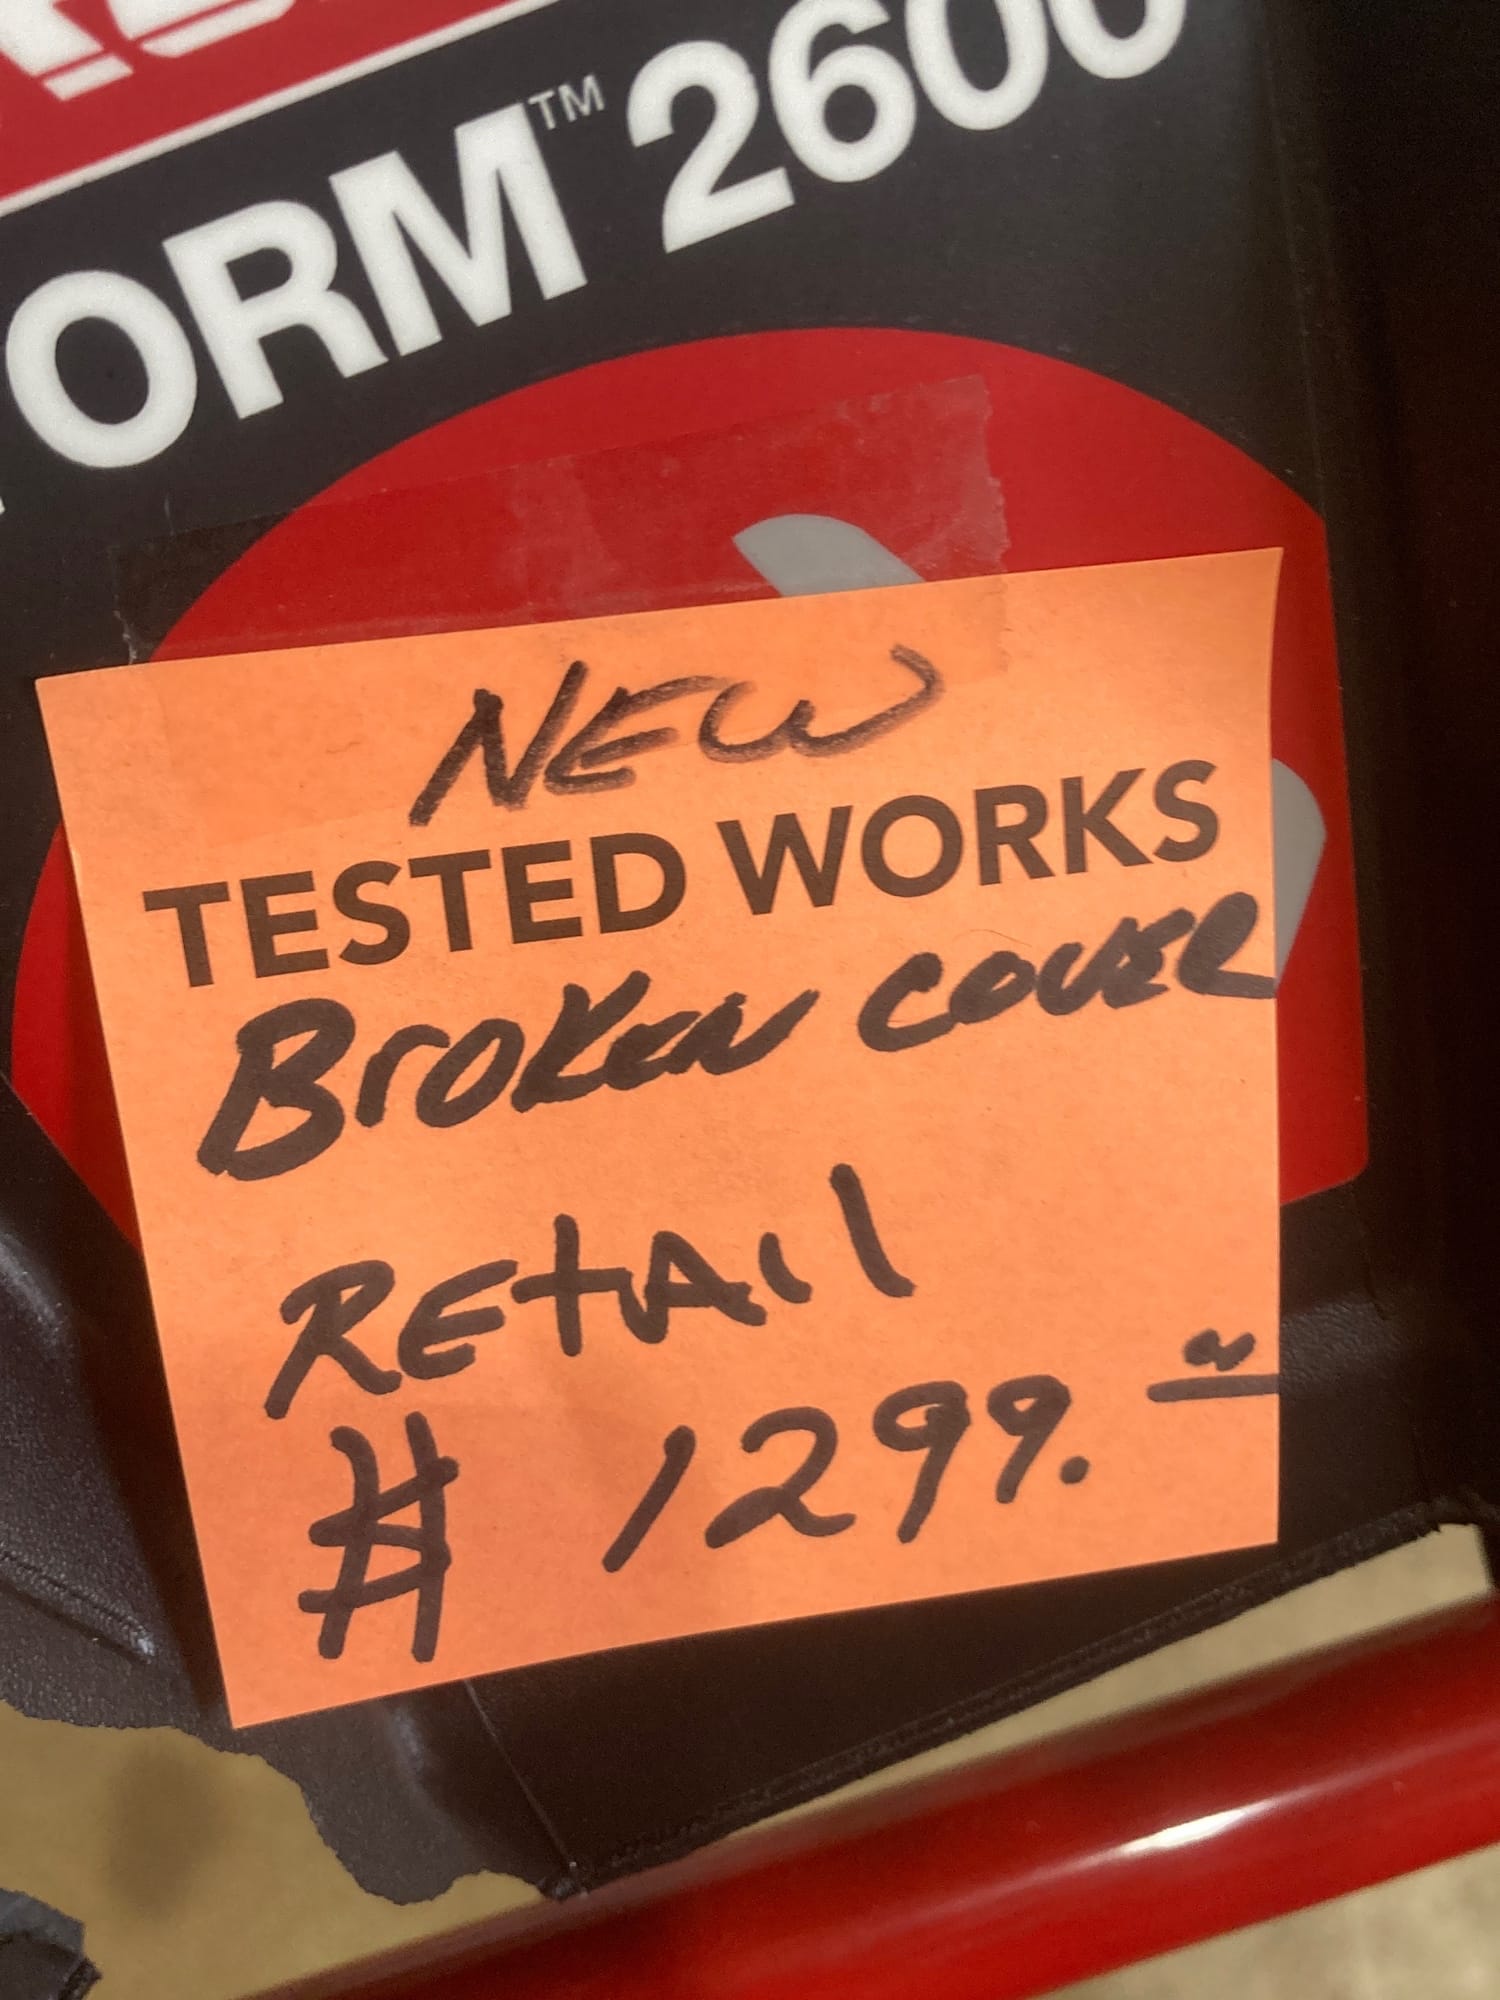 ORM™ 2600
NEW
TESTED WORKS
Broken cover
REtAil
$ 1299.